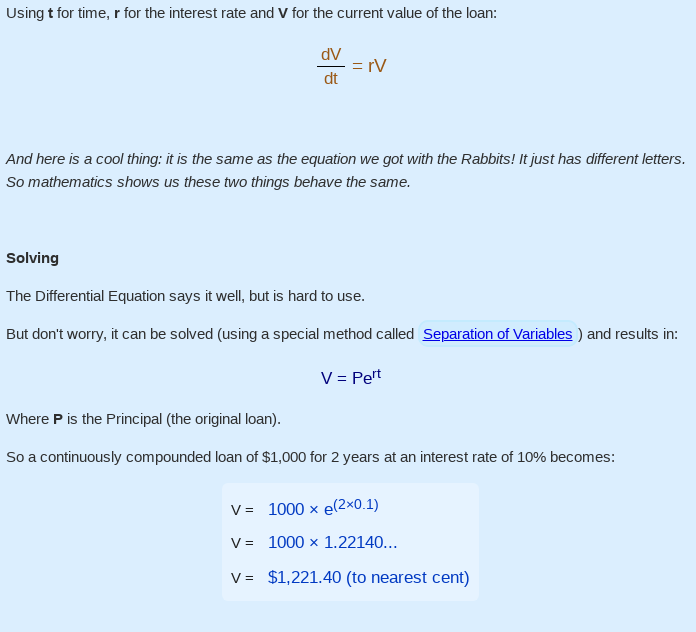 Using t for time, r for the interest rate and V for the current value of the loan:
dV
dt
= rV
And here is a cool thing: it is the same as the equation we got with the Rabbits! It just has different letters.
So mathematics shows us these two things behave the same.
Solving
The Differential Equation says it well, but is hard to use.
But don't worry, it can be solved (using a special method called Separation of Variables ) and results in:
V = Pe^rt
Where P is the Principal (the original loan).
So a continuously compounded loan of $1,000 for 2 years at an interest rate of 10% becomes:
V = 1000 × e^(2×0.1)
V = 1000 × 1.22140...
V = $1,221.40 (to nearest cent)